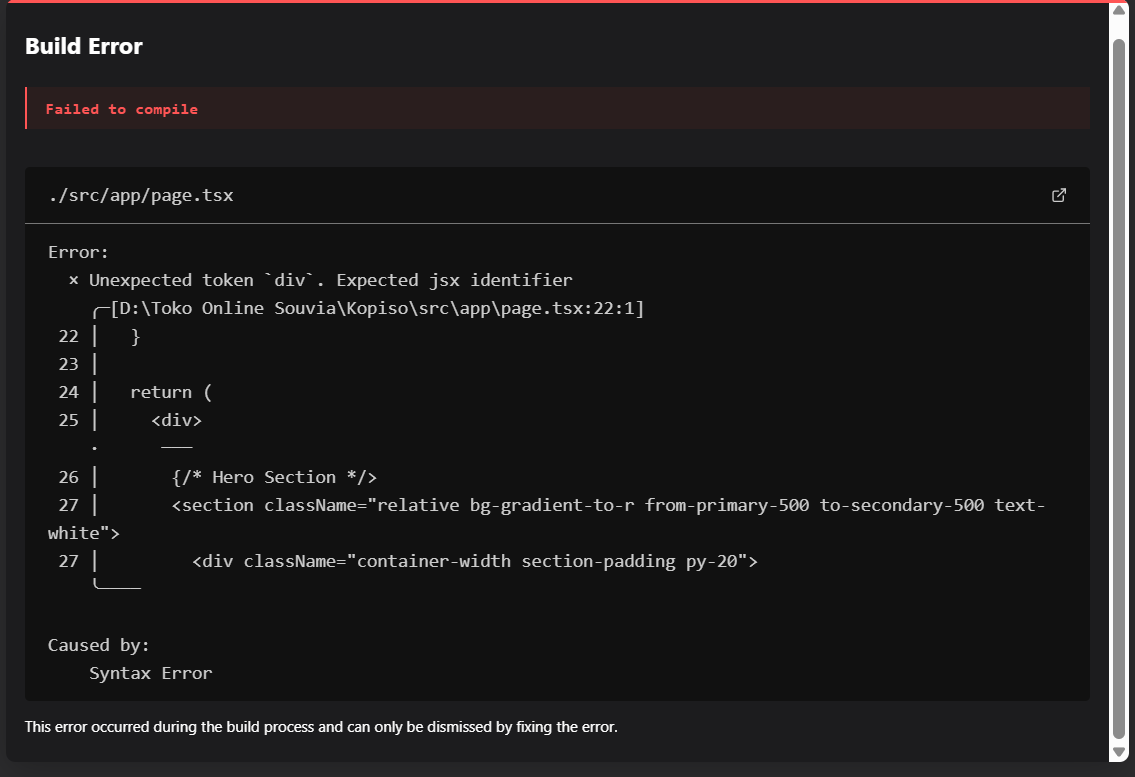 Build Error
Failed to compile
./src/app/page.tsx
Error:
× Unexpected token `div`. Expected jsx identifier
╭─[D:\Toko Online Souvia\Kopiso\src\app\page.tsx:22:1]
22 │   }
23 │
24 │   return (
25 │     <div>
·      ───
26 │       {/* Hero Section */>
27 │       <section className="relative bg-gradient-to-r from-primary-500 to-secondary-500 text-
white">
27 │         <div className="container-width section-padding py-20">
╰────
Caused by:
Syntax Error
This error occurred during the build process and can only be dismissed by fixing the error.